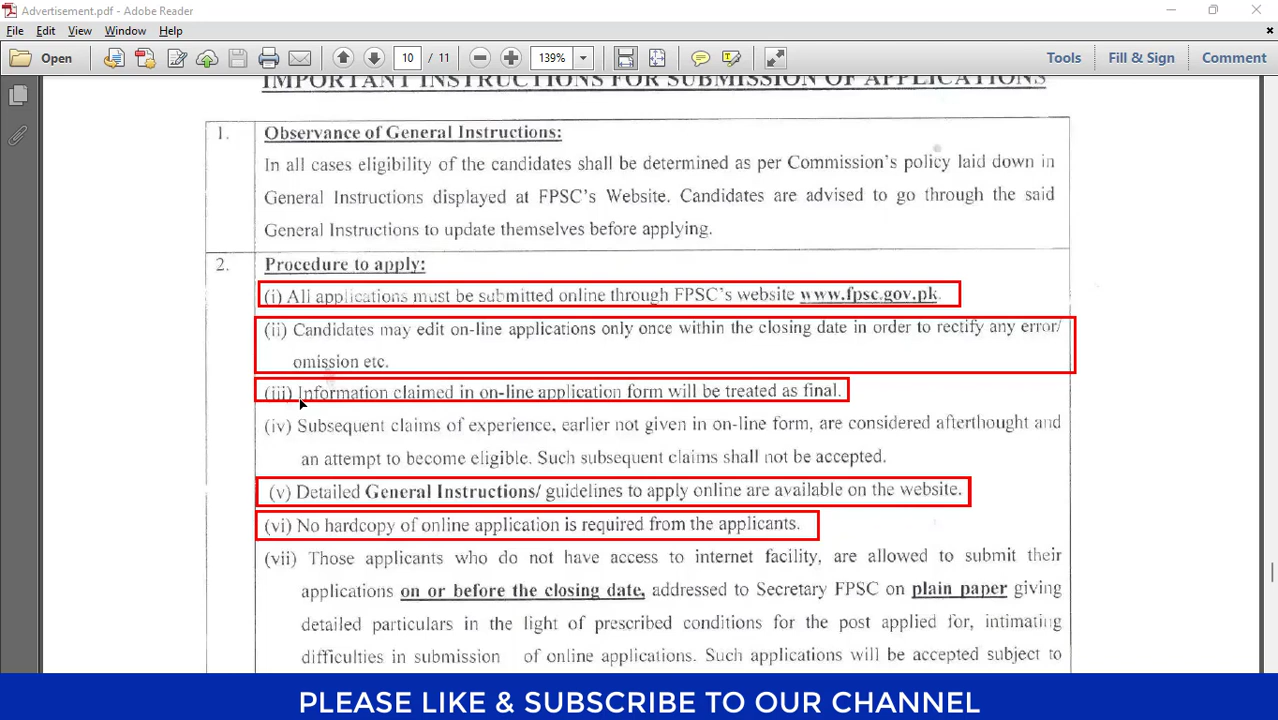 Advertisement.pdf - Adobe Reader
File Edit View Window Help
Open 10 / 11 139% Tools Fill & Sign Comment
IMPORTANT INSTRUCTIONS FOR SUBMISSION OF APPLICATIONS
1. Observance of General Instructions:
In all cases eligibility of the candidates shall be determined as per Commission's policy laid down in
General Instructions displayed at FPSC's Website. Candidates are advised to go through the said
General Instructions to update themselves before applying.
2. Procedure to apply:
(i) All applications must be submitted online through FPSC's website www.fpsc.gov.pk.
(ii) Candidates may edit on-line applications only once within the closing date in order to rectify any error/
omission etc.
(iii) Information claimed in on-line application form will be treated as final.
(iv) Subsequent claims of experience, earlier not given in on-line form, are considered afterthought and
an attempt to become eligible. Such subsequent claims shall not be accepted.
(v) Detailed General Instructions/ guidelines to apply online are available on the website.
(vi) No hardcopy of online application is required from the applicants.
(vii) Those applicants who do not have access to internet facility, are allowed to submit their
applications on or before the closing date, addressed to Secretary FPSC on plain paper giving
detailed particulars in the light of prescribed conditions for the post applied for, intimating
difficulties in submission of online applications. Such applications will be accepted subject to
PLEASE LIKE & SUBSCRIBE TO OUR CHANNEL